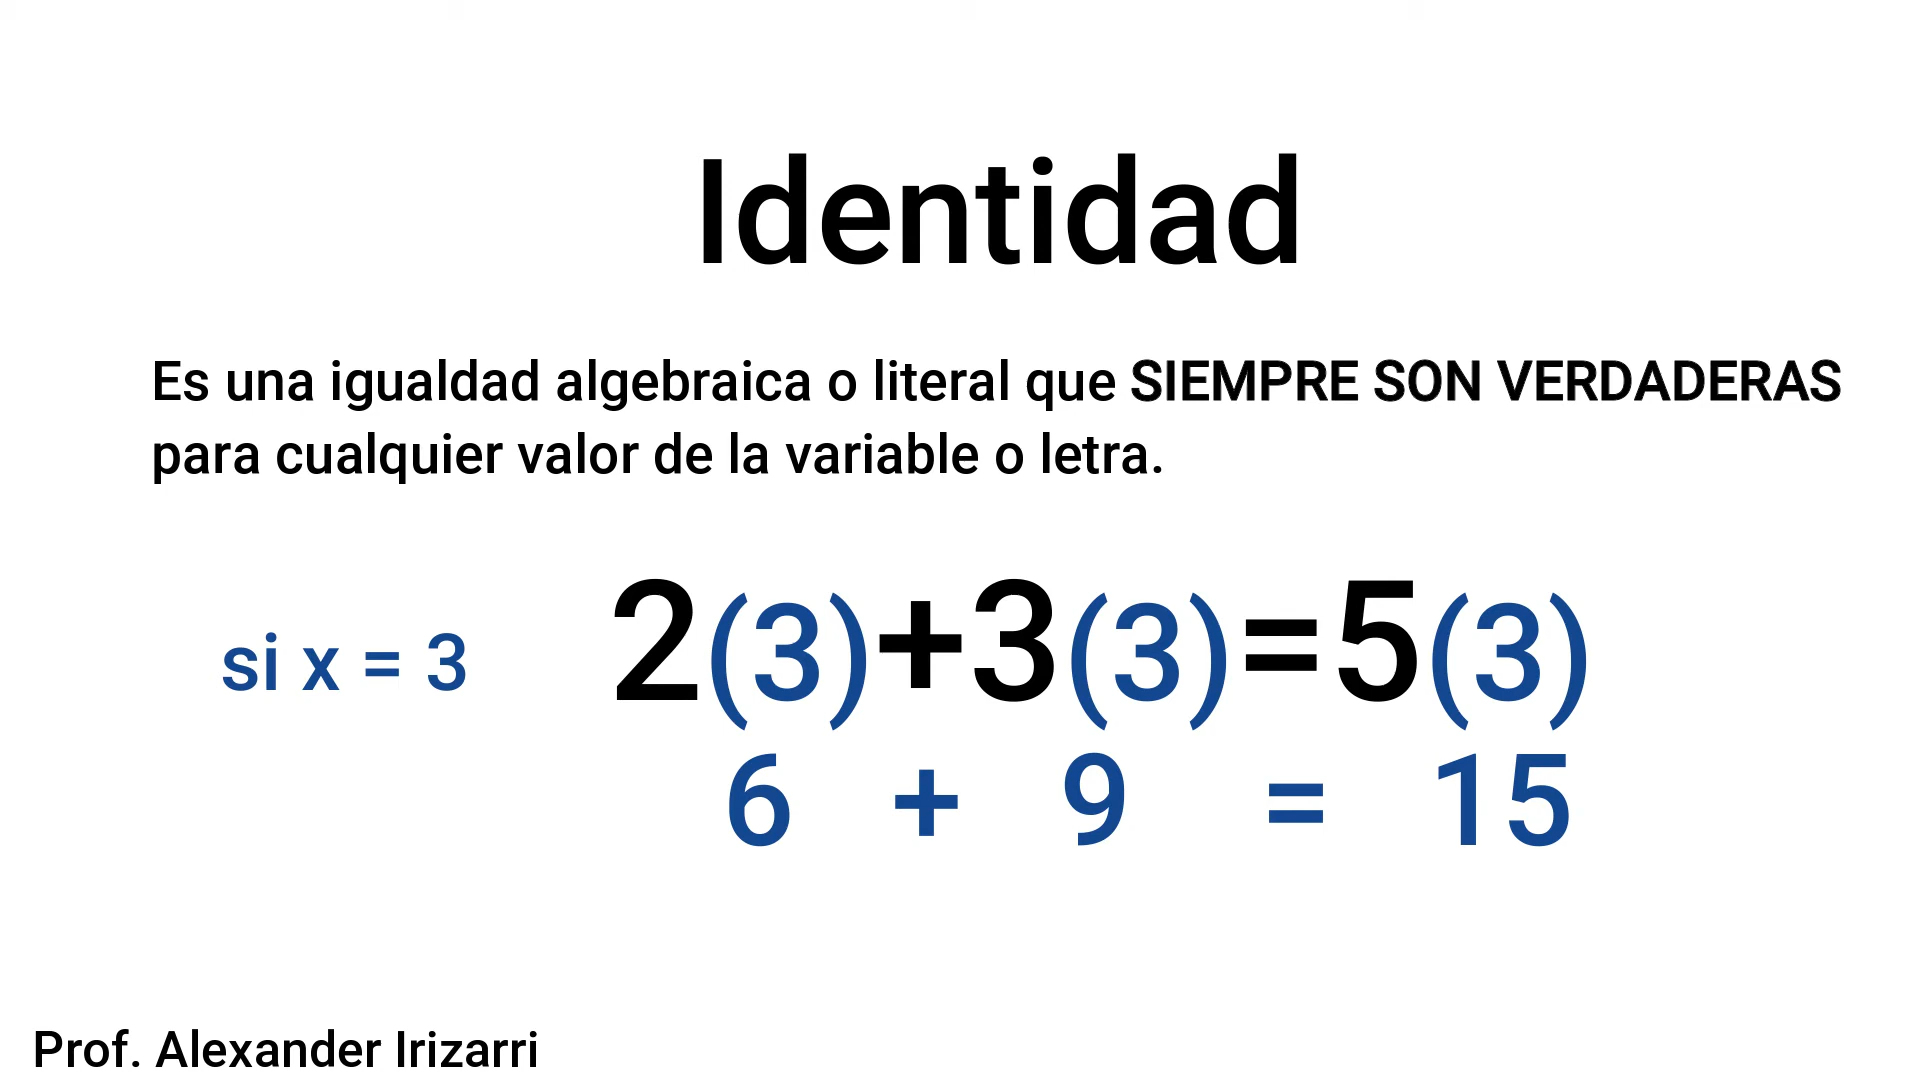 Identidad
Es una igualdad algebraica o literal que SIEMPRE SON VERDADERAS
para cualquier valor de la variable o letra.
si x = 3
2(3)+3(3)=5(3)
6 + 9 = 15
Prof. Alexander Irizarri